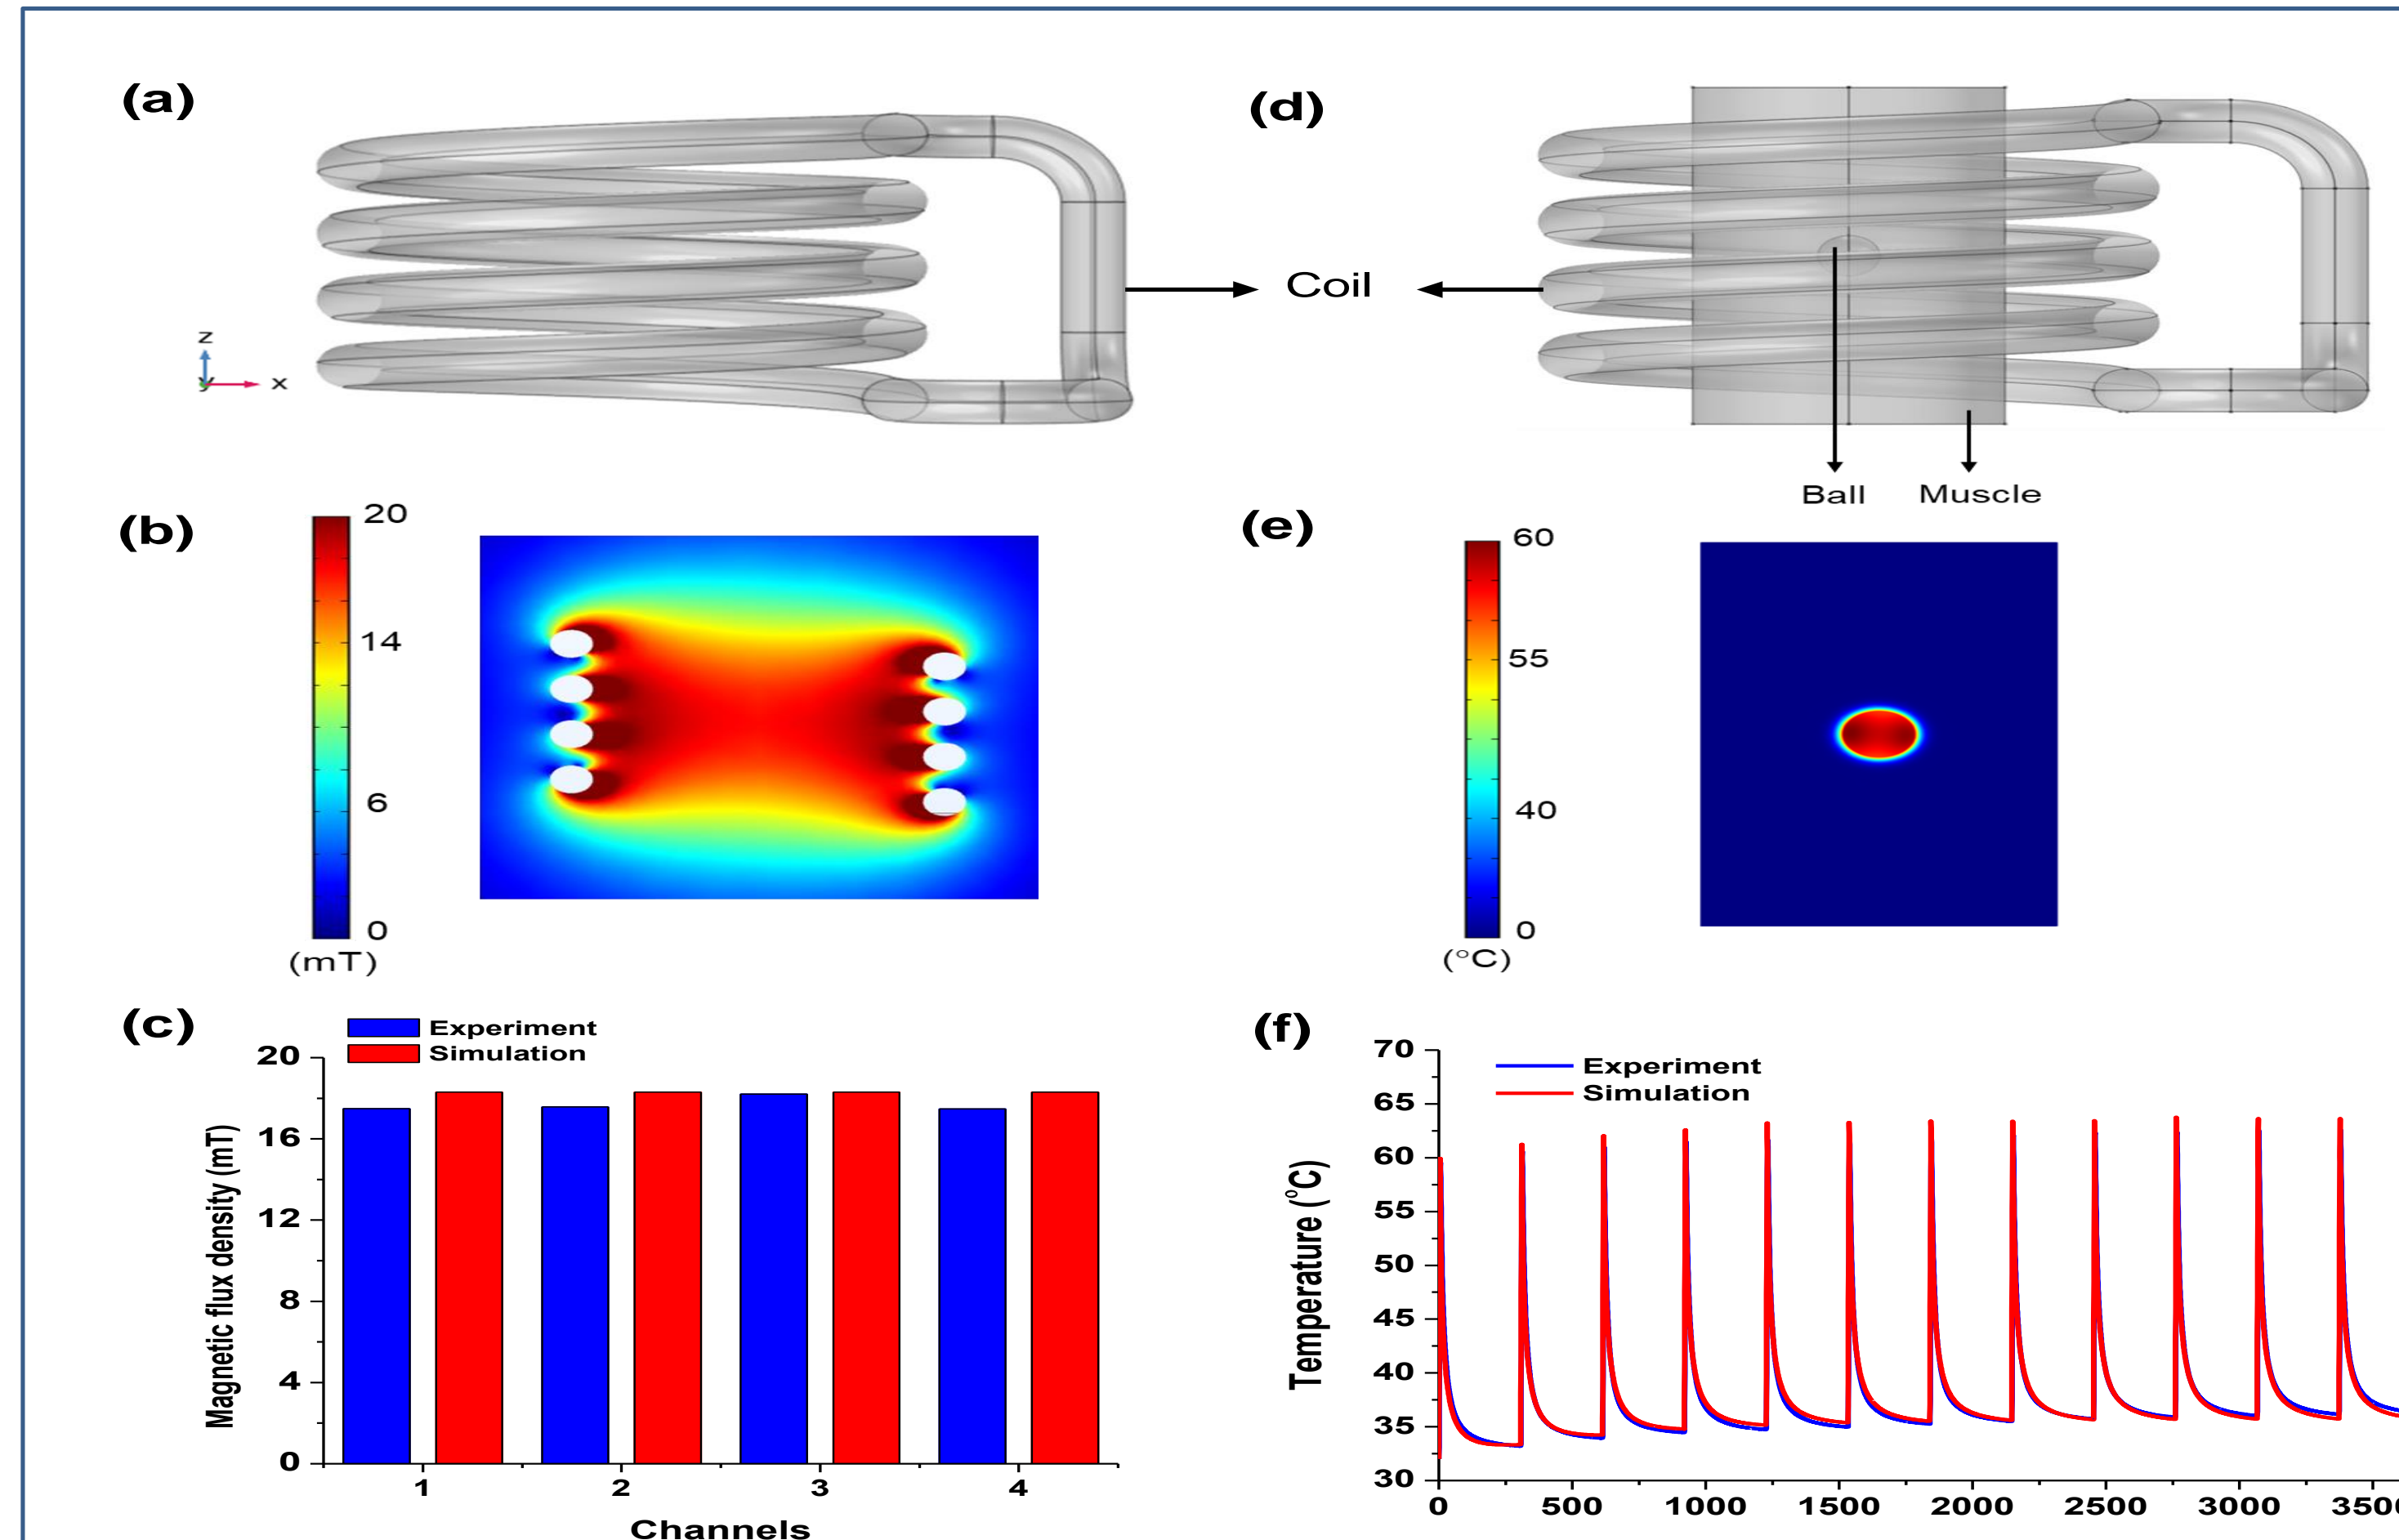 (a)
(d)
Coil
z
y
x
Ball
Muscle
(b)
20
14
6
0
(mT)
(e)
60
55
40
0
(°C)
(c)
Experiment
Simulation
20
16
12
8
4
0
Magnetic flux density (mT)
1
2
3
4
Channels
(f)
Experiment
Simulation
70
65
60
55
50
45
40
35
30
Temperature (°C)
0
500
1000
1500
2000
2500
3000
3500